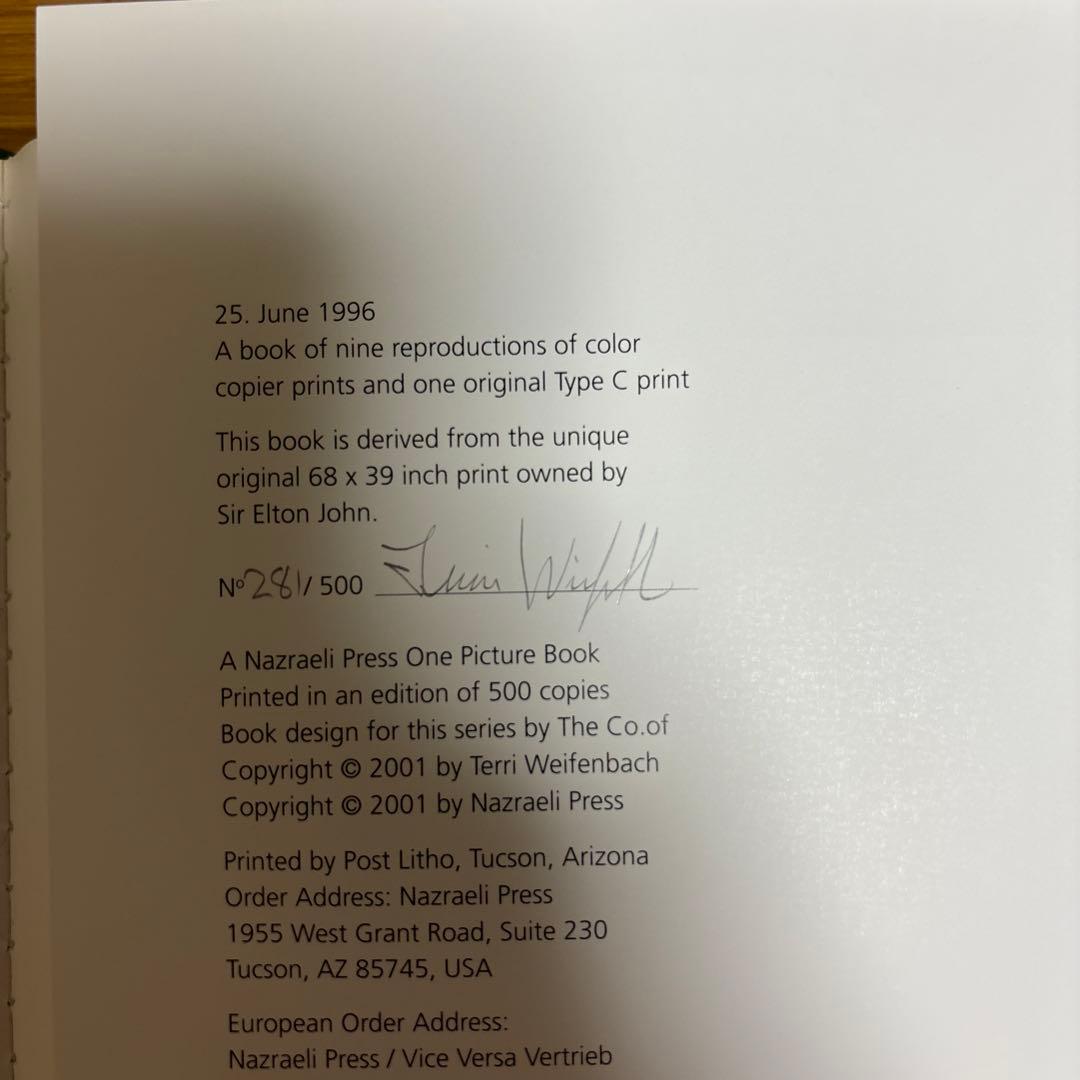 25. June 1996
A book of nine reproductions of color
copier prints and one original Type C print
This book is derived from the unique
original 68 x 39 inch print owned by
Sir Elton John.
Nº 281 / 500 Terri Weifenbach
A Nazraeli Press One Picture Book
Printed in an edition of 500 copies
Book design for this series by The Co.of
Copyright © 2001 by Terri Weifenbach
Copyright © 2001 by Nazraeli Press
Printed by Post Litho, Tucson, Arizona
Order Address: Nazraeli Press
1955 West Grant Road, Suite 230
Tucson, AZ 85745, USA
European Order Address:
Nazraeli Press / Vice Versa Vertrieb